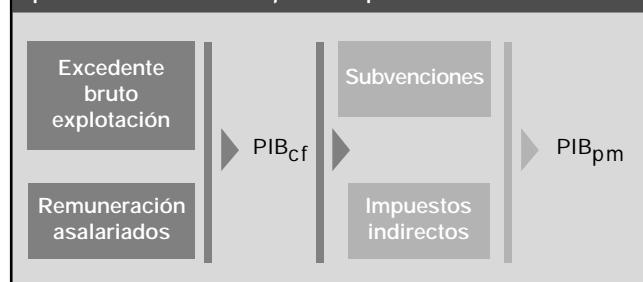 Excedente
bruto
explotación
Remuneración
asalariados
PIBcf
Subvenciones
Impuestos
indirectos
PIBpm